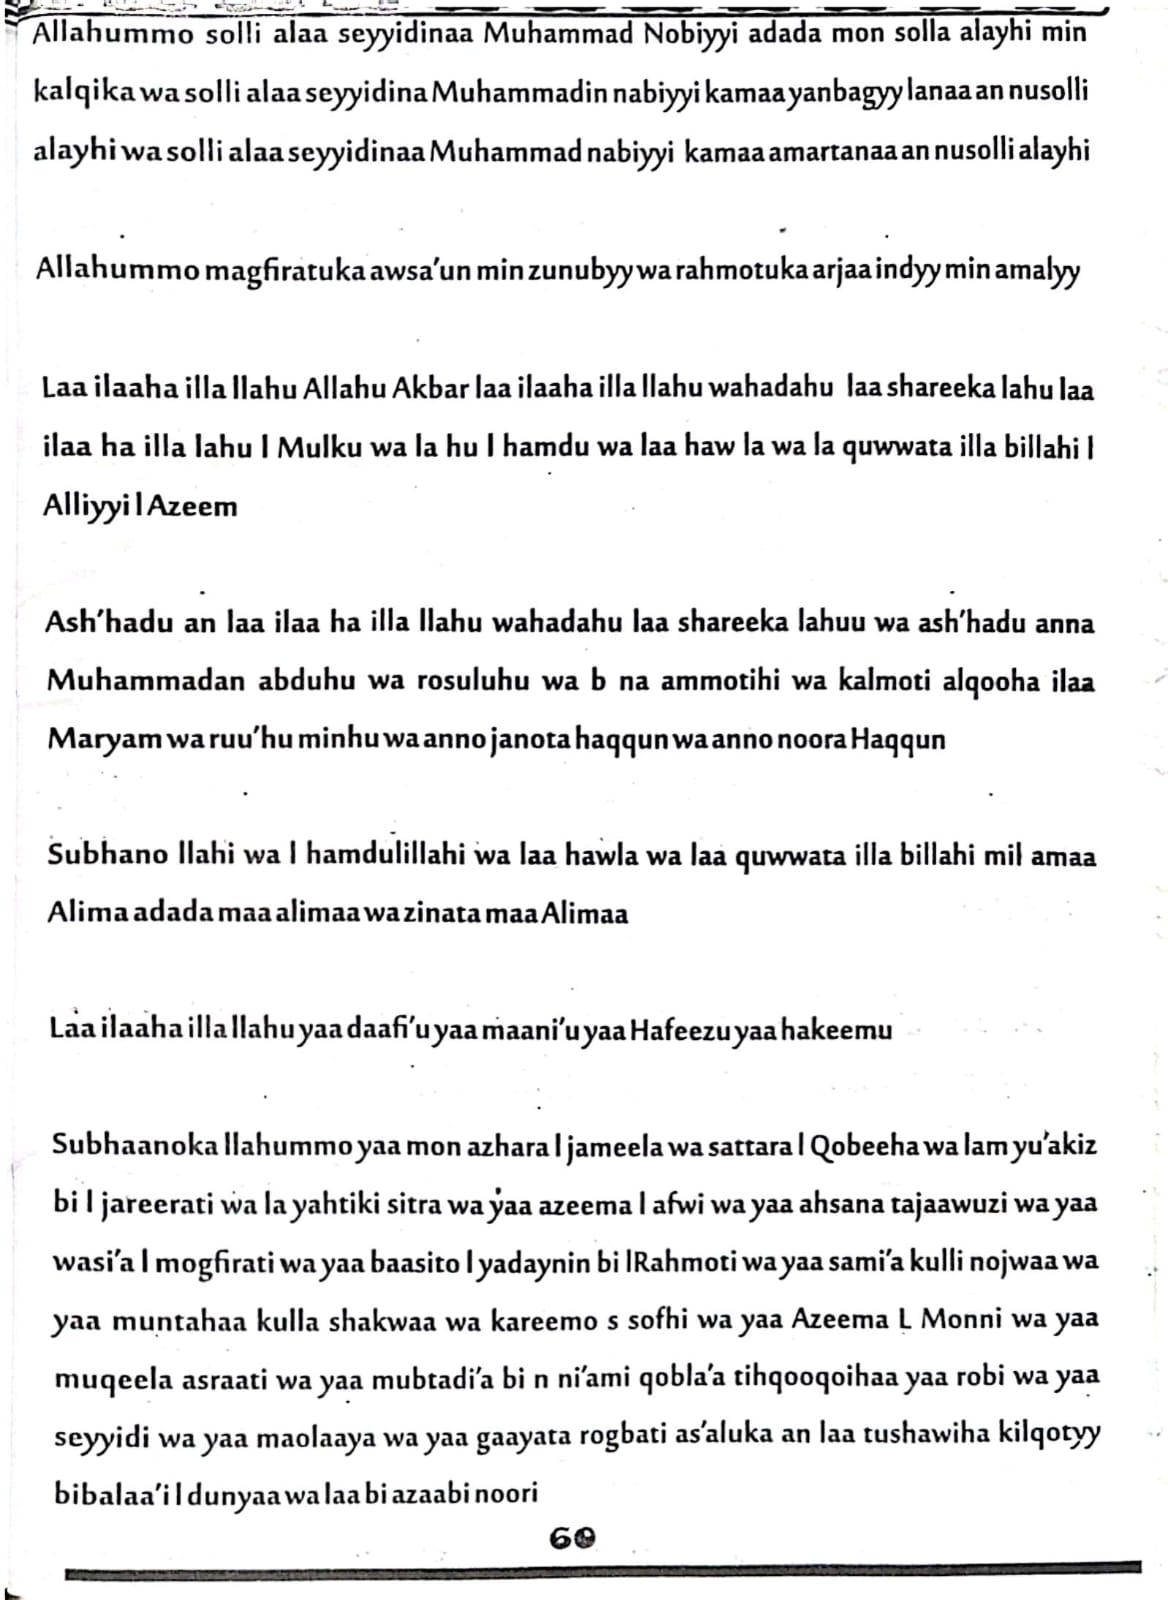 Allahummo solli alaa seyyidinaa Muhammad Nobiyyi adada mon solla alayhi min
kalqika wa solli alaa seyyidina Muhammadin nabiyyi kamaa yanbagyy lanaa an nusolli
alayhi wa solli alaa seyyidinaa Muhammad nabiyyi kamaa amartanaa an nusolli alayhi
Allahummo magfiratuka awsa'un min zunubyy wa rahmotuka arjaa indyy min amalyy
Laa ilaaha illa llahu Allahu Akbar laa ilaaha illa llahu wahadahu laa shareeka lahu laa
ilaa ha illa lahu l Mulku wa la hu l hamdu wa laa haw la wa la quwwata illa billahi l
Alliyyi l Azeem
Ash'hadu an laa ilaa ha illa llahu wahadahu laa shareeka lahuu wa ash'hadu anna
Muhammadan abduhu wa rosuluhu wa b na ammotihi wa kalmoti alqooha ilaa
Maryam wa ruu'hu minhu wa anno janota haqqun wa anno noora Haqqun
Subhano llahi wa l hamdulillahi wa laa hawla wa laa quwwata illa billahi mil amaa
Alima adada maa alimaa wa zinata maa Alimaa
Laa ilaaha illa llahu yaa daafi'u yaa maani'u yaa Hafeezu yaa hakeemu
Subhaanoka llahummo yaa mon azhara l jameela wa sattara l Qobeeha wa lam yu'akiz
bi l jareerati wa la yahtiki sitra wa yaa azeema l afwi wa yaa ahsana tajaawuzi wa yaa
wasi'a l mogfirati wa yaa baasito l yadaynin bi lRahmoti wa yaa sami'a kulli nojwaa wa
yaa muntahaa kulla shakwaa wa kareemo s sofhi wa yaa Azeema L Monni wa yaa
muqeela asraati wa yaa mubtadi'a bi n ni'ami qobla'a tihqooqoihaa yaa robi wa yaa
seyyidi wa yaa maolaaya wa yaa gaayata rogbati as'aluka an laa tushawiha kilqotyy
bibalaa'i l dunyaa wa laa bi azaabi noori
60